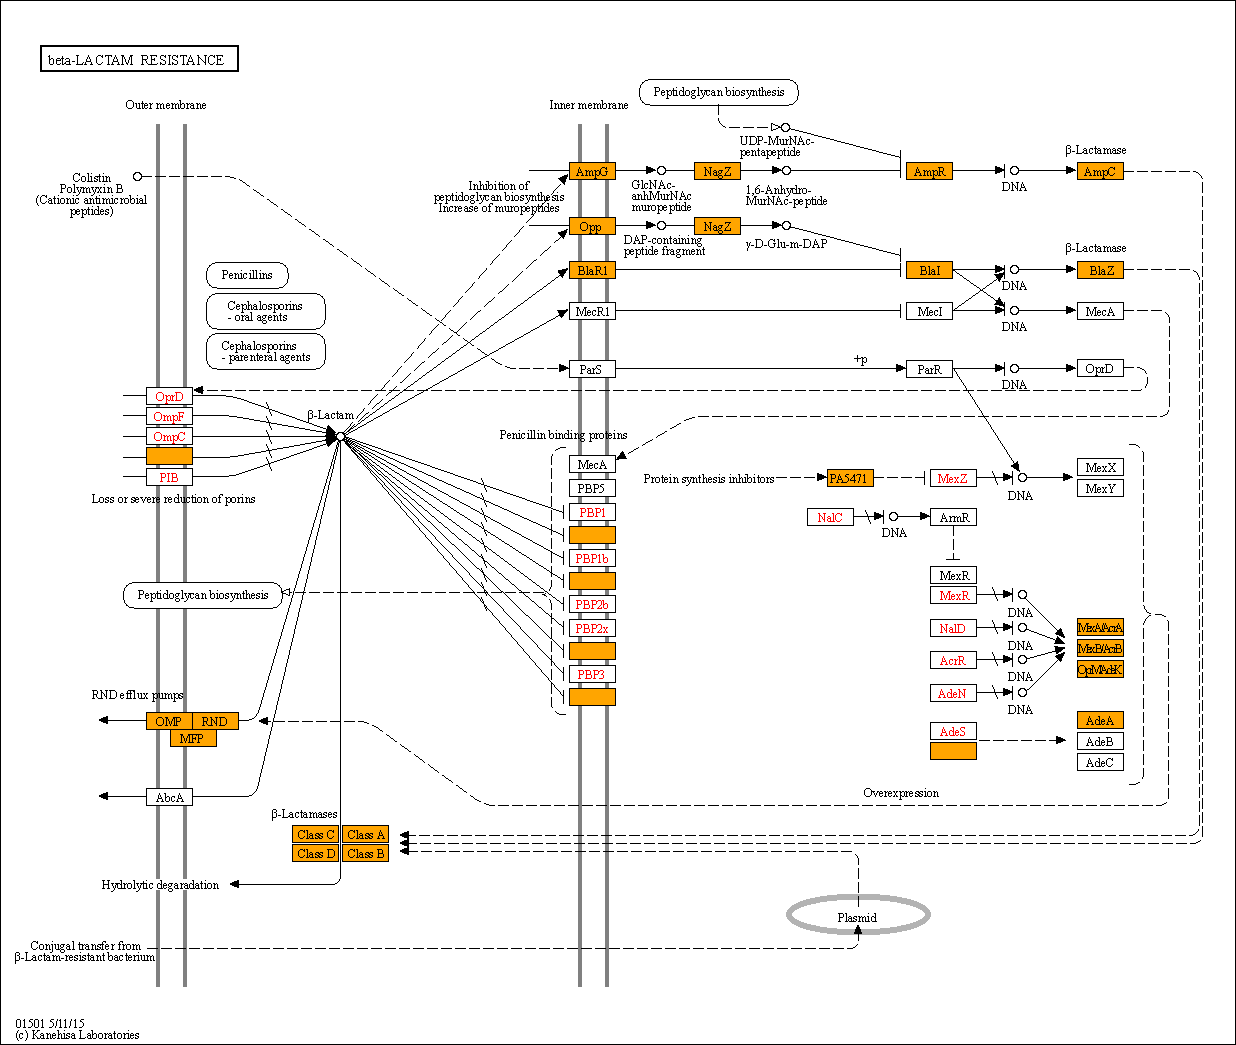 beta-LACTAM RESISTANCE
Outer membrane
Inner membrane
Peptidoglycan biosynthesis
UDP-MurNAc-
pentapeptide
β-Lactamase
Colistin
Polymyxin B
(Cationic antimicrobial
peptides)
Inhibition of
peptidoglycan biosynthesis
Increase of muropeptides
AmpG
GlcNAc-
anhMurNAc
muropeptide
NagZ
1,6-Anhydro-
MurNAc-peptide
AmpR
DNA
AmpC
Opp
DAP-containing
peptide fragment
NagZ
γ-D-Glu-m-DAP
β-Lactamase
BlaR1
BlaI
DNA
BlaZ
Penicillins
Cephalosporins
- oral agents
Cephalosporins
- parenteral agents
MecR1
MecI
DNA
MecA
ParS
+p
ParR
DNA
OprD
OprD
OmpF
OmpC
PIB
β-Lactam
Loss or severe reduction of porins
Penicillin binding proteins
MecA
PBP5
PBP1
PBP1b
PBP2b
PBP2x
PBP3
Protein synthesis inhibitors
PA5471
MexZ
DNA
MexX
MexY
NalC
DNA
ArmR
MexR
MexR
DNA
NalD
DNA
AcrR
DNA
AdeN
DNA
MexA/AcrA
MexB/AcrB
OprM/AdeK
AdeS
AdeA
AdeB
AdeC
Peptidoglycan biosynthesis
RND efflux pumps
OMP
RND
MFP
AbcA
Overexpression
β-Lactamases
Class C
Class A
Class D
Class B
Hydrolytic degaradation
Plasmid
Conjugal transfer from
β-Lactam-resistant bacterium
01501 5/11/15
(c) Kanehisa Laboratories